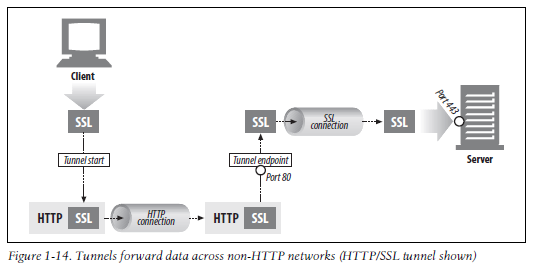 Client
SSL
Tunnel start
HTTP SSL
HTTP
connection
HTTP SSL
Port 80
Tunnel endpoint
SSL
SSL
connection
SSL
Port 443
Server
Figure 1-14. Tunnels forward data across non-HTTP networks (HTTP/SSL tunnel shown)